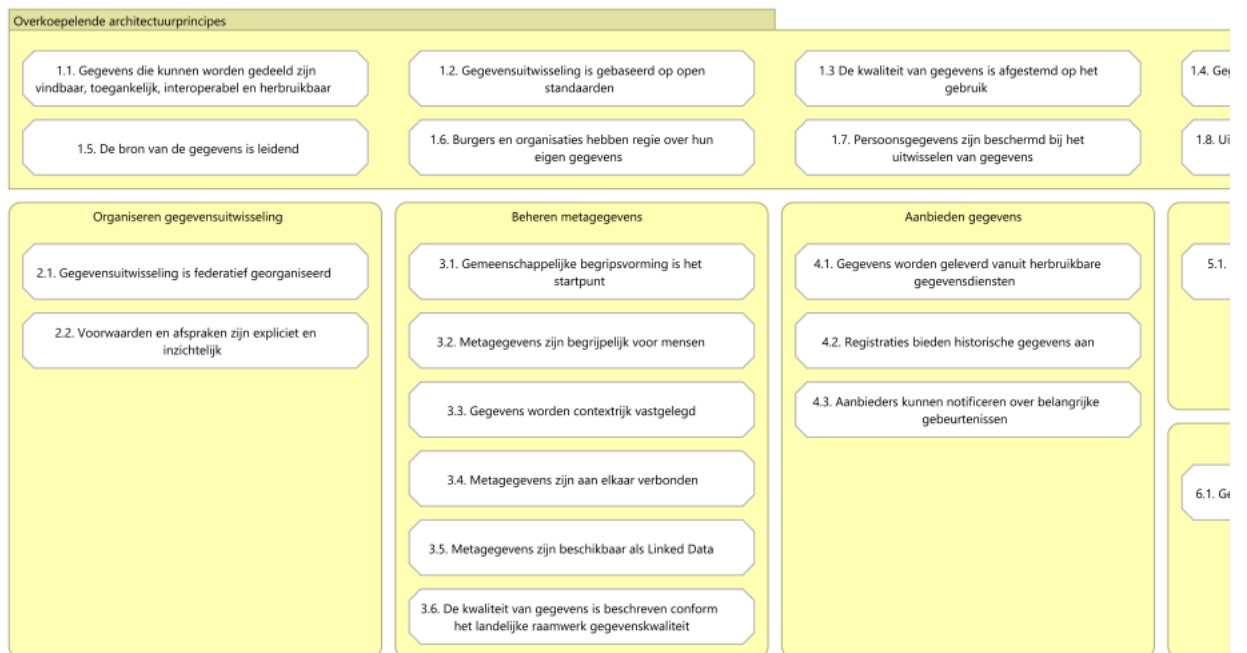 Overkoepelende architectuurprincipes
1.1. Gegevens die kunnen worden gedeeld zijn
vindbaar, toegankelijk, interoperabel en herbruikbaar
1.2. Gegevensuitwisseling is gebaseerd op open
standaarden
1.3 De kwaliteit van gegevens is afgestemd op het
gebruik
1.4.
1.5. De bron van de gegevens is leidend
1.6. Burgers en organisaties hebben regie over hun
eigen gegevens
1.7. Persoonsgegevens zijn beschermd bij het
uitwisselen van gegevens
1.8.
Organiseren gegevensuitwisseling
2.1. Gegevensuitwisseling is federatief georganiseerd
2.2. Voorwaarden en afspraken zijn expliciet en
inzichtelijk
Beheren metagegevens
3.1. Gemeenschappelijke begripsvorming is het
startpunt
3.2. Metagegevens zijn begrijpelijk voor mensen
3.3. Gegevens worden contextrijk vastgelegd
3.4. Metagegevens zijn aan elkaar verbonden
3.5. Metagegevens zijn beschikbaar als Linked Data
3.6. De kwaliteit van gegevens is beschreven conform
het landelijke raamwerk gegevenskwaliteit
Aanbieden gegevens
4.1. Gegevens worden geleverd vanuit herbruikbare
gegevensdiensten
4.2. Registraties bieden historische gegevens aan
4.3. Aanbieders kunnen notificeren over belangrijke
gebeurtenissen
5.1.
6.1.